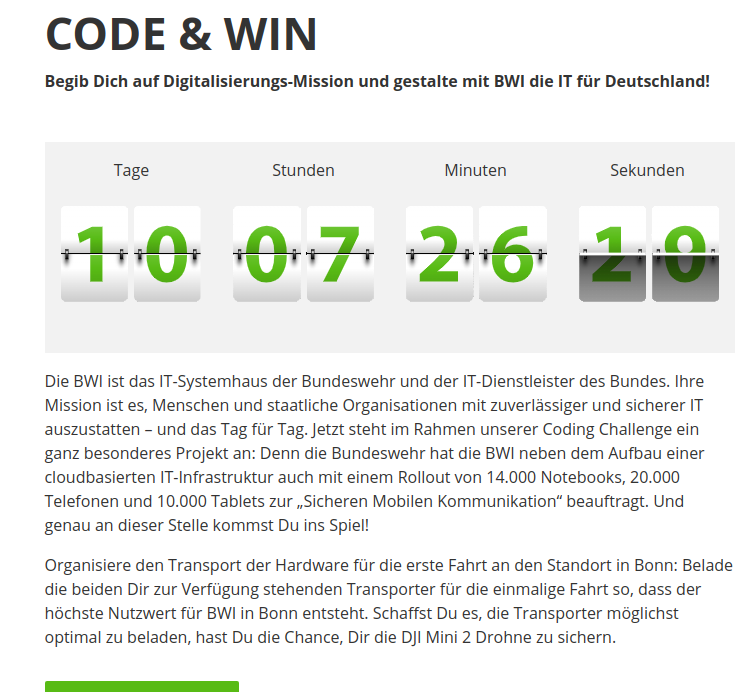 CODE & WIN
Begib Dich auf Digitalisierungs-Mission und gestalte mit BWI die IT für Deutschland!
Tage Stunden Minuten Sekunden
10 07 26
Die BWI ist das IT-Systemhaus der Bundeswehr und der IT-Dienstleister des Bundes. Ihre
Mission ist es, Menschen und staatliche Organisationen mit zuverlässiger und sicherer IT
auszustatten – und das Tag für Tag. Jetzt steht im Rahmen unserer Coding Challenge ein
ganz besonderes Projekt an: Denn die Bundeswehr hat die BWI neben dem Aufbau einer
cloudbasierten IT-Infrastruktur auch mit einem Rollout von 14.000 Notebooks, 20.000
Telefonen und 10.000 Tablets zur „Sicheren Mobilen Kommunikation“ beauftragt. Und
genau an dieser Stelle kommst Du ins Spiel!
Organisiere den Transport der Hardware für die erste Fahrt an den Standort in Bonn: Belade
die beiden Dir zur Verfügung stehenden Transporter für die einmalige Fahrt so, dass der
höchste Nutzwert für BWI in Bonn entsteht. Schaffst Du es, die Transporter möglichst
optimal zu beladen, hast Du die Chance, Dir die DJI Mini 2 Drohne zu sichern.